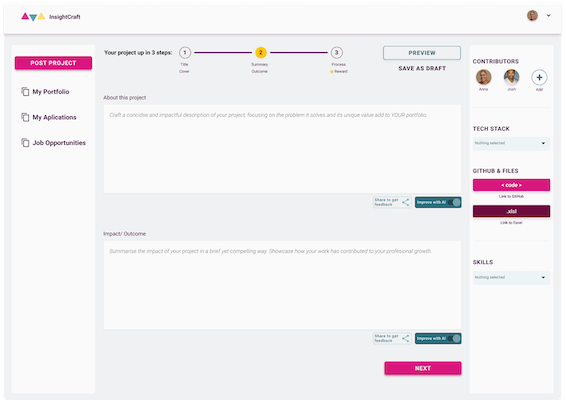 InsightCraft
POST PROJECT
My Portfolio
My Aplications
Job Opportunities
Your project up in 3 steps:
1
2
3
Title
Cover
Summary
Outcome
Process
Reward
PREVIEW
SAVE AS DRAFT
About this project
Craft a concidise and impactful description of your project, focusing on the problem it solves and its unique value add to YOUR portfolio.
Share to get
feedback
Improve with AI
Impact/ Outcome
Summarise the impact of your project in a brief yet compelling way. Showcase how your work has contributed to your profesional growth.
Share to get
feedback
Improve with AI
NEXT
CONTRIBUTORS
Anna
Josh
Add
TECH STACK
Nothing selected
GITHUB & FILES
< code >
Link to GitHub
.xlsl
Link to Excel
SKILLS
Nothing selected